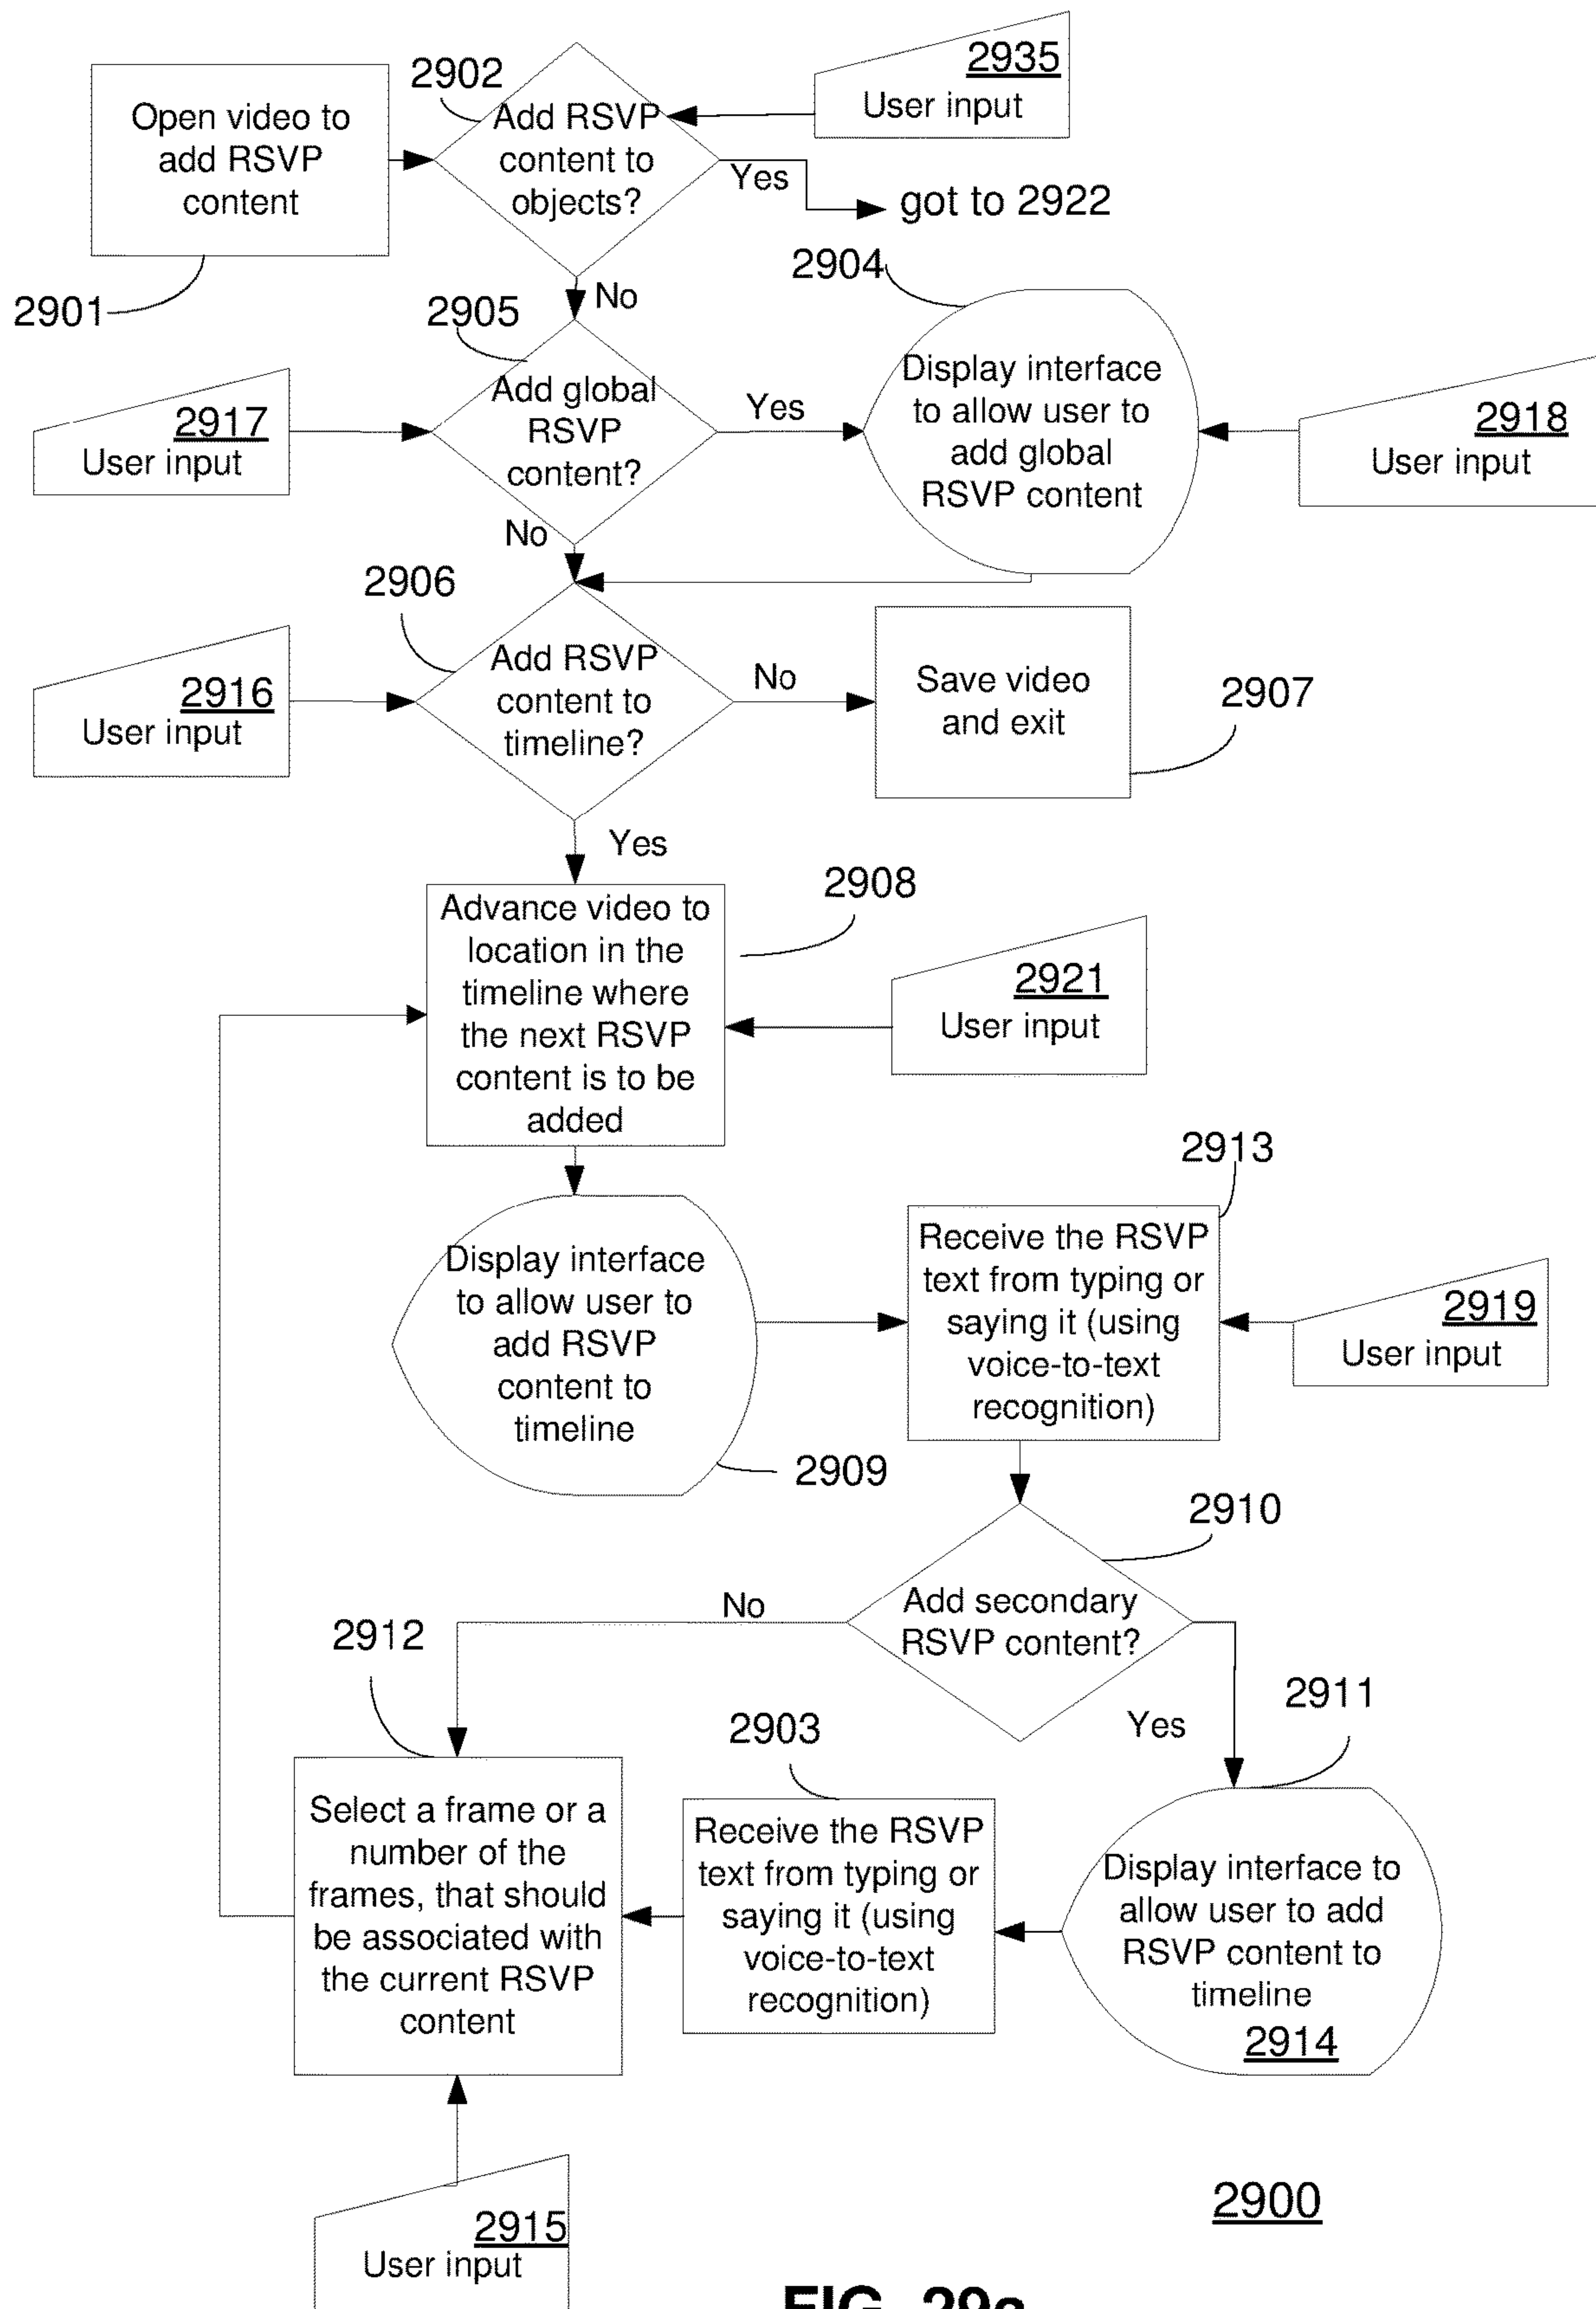 2935
User input
2902
Open video to
add RSVP
content
Add RSVP
content to
objects?
Yes
got to 2922
2901
No
2904
2905
2917
User input
Add global
RSVP
content?
Yes
Display interface
to allow user to
add global
RSVP content
2918
User input
No
2906
2916
User input
Add RSVP
content to
timeline?
No
Save video
and exit
2907
Yes
2908
Advance video to
location in the
timeline where
the next RSVP
content is to be
added
2921
User input
2913
Display interface
to allow user to
add RSVP
content to
timeline
2909
Receive the RSVP
text from typing or
saying it (using
voice-to-text
recognition)
2919
User input
2910
Add secondary
RSVP content?
No
Yes
2912
2903
2911
Select a frame or a
number of the
frames, that should
be associated with
the current RSVP
content
Receive the RSVP
text from typing or
saying it (using
voice-to-text
recognition)
Display interface to
allow user to add
RSVP content to
timeline
2914
2915
User input
2900